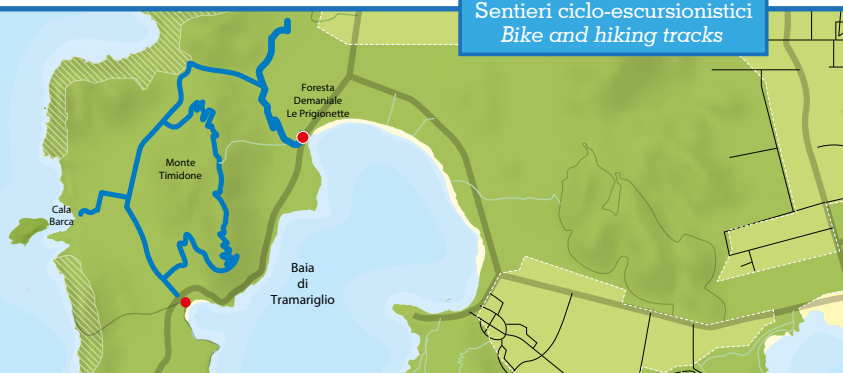 Sentieri ciclo-escursionistici
Bike and hiking tracks
Foresta
Demaniale
Le Prigionette
Monte
Timidone
Cala
Barca
Baia
di
Tramariglio